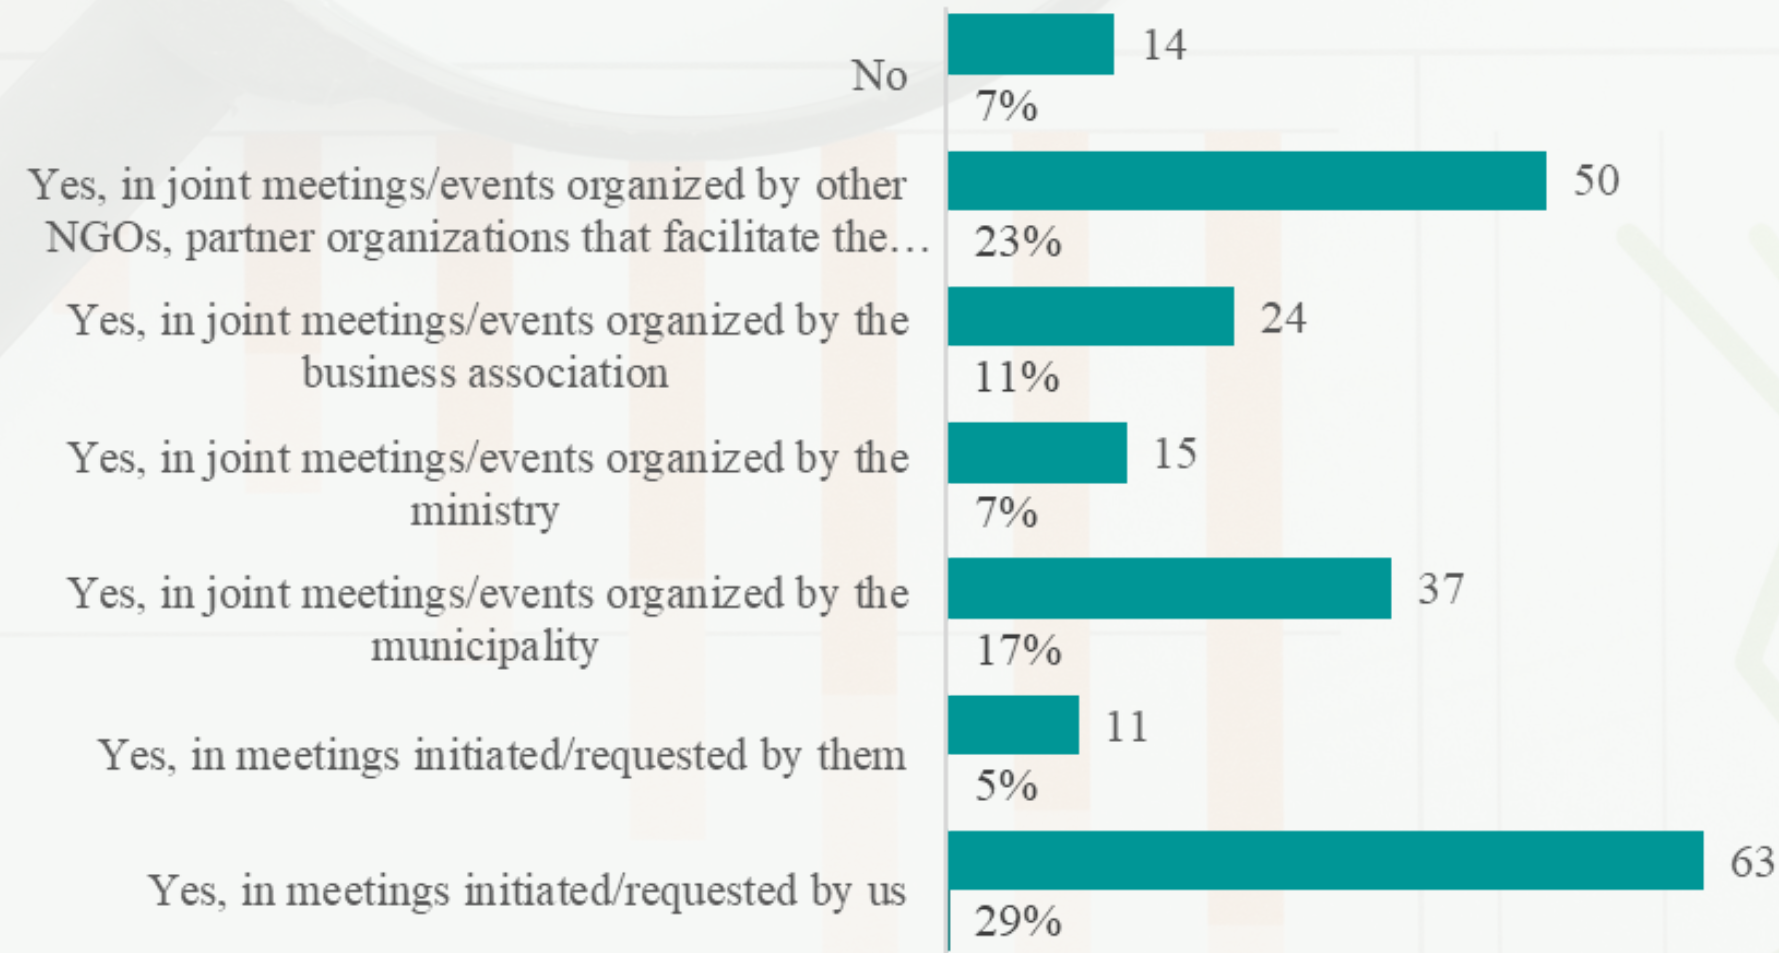 No
14
7%
Yes, in joint meetings/events organized by other
NGOs, partner organizations that facilitate the…
50
23%
Yes, in joint meetings/events organized by the
business association
24
11%
Yes, in joint meetings/events organized by the
ministry
15
7%
Yes, in joint meetings/events organized by the
municipality
37
17%
Yes, in meetings initiated/requested by them
11
5%
Yes, in meetings initiated/requested by us
63
29%